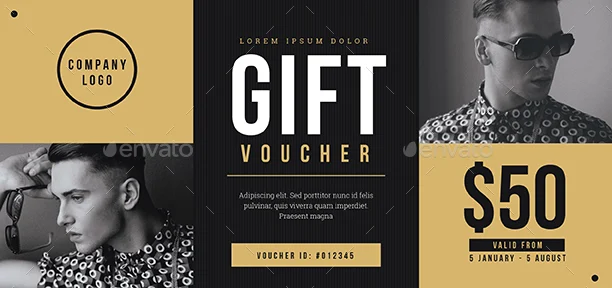 COMPANY
LOGO
LOREM IPSUM DOLOR
GIFT
VOUCHER
Adipiscing elit. Sed porttitor nunc id felis
pulvinar, quis viverra quam imperdiet.
Praesent magna
VOUCHER ID: #012345
$50
VALID FROM
5 JANUARY - 5 AUGUST
envato
envato
envato